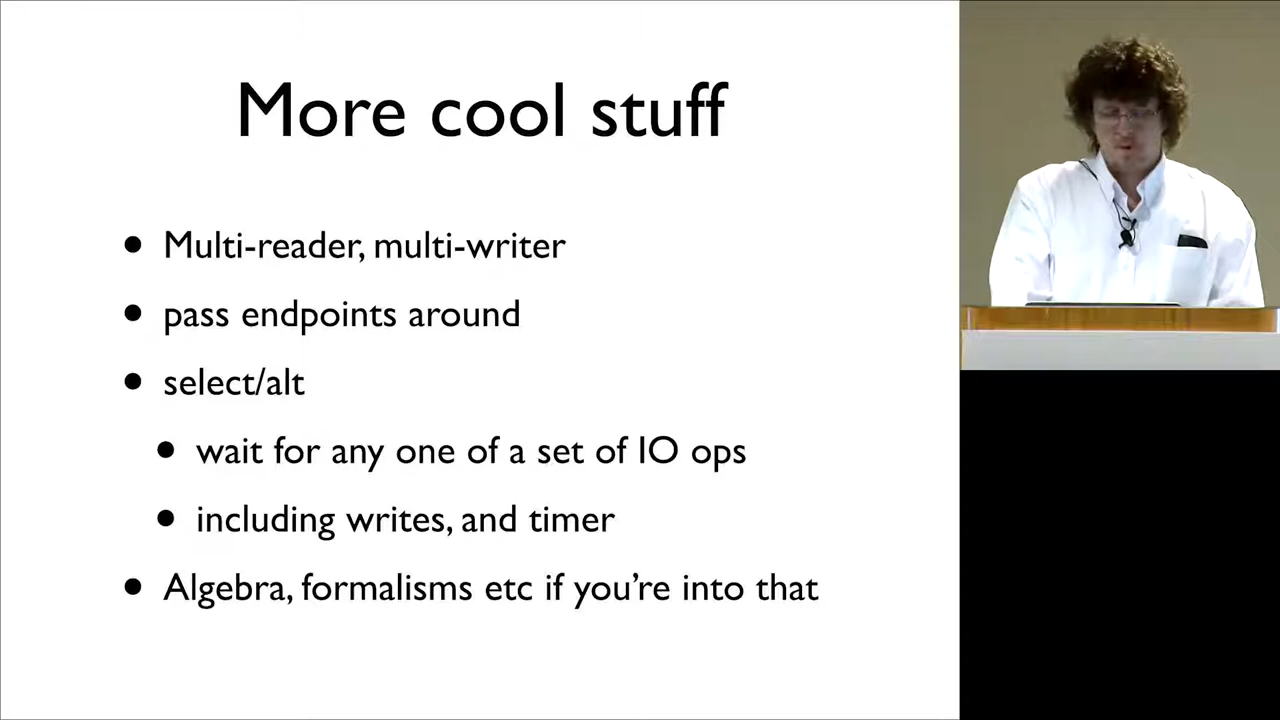 More cool stuff
• Multi-reader, multi-writer
• pass endpoints around
• select/alt
• wait for any one of a set of IO ops
• including writes, and timer
• Algebra, formalisms etc if you’re into that